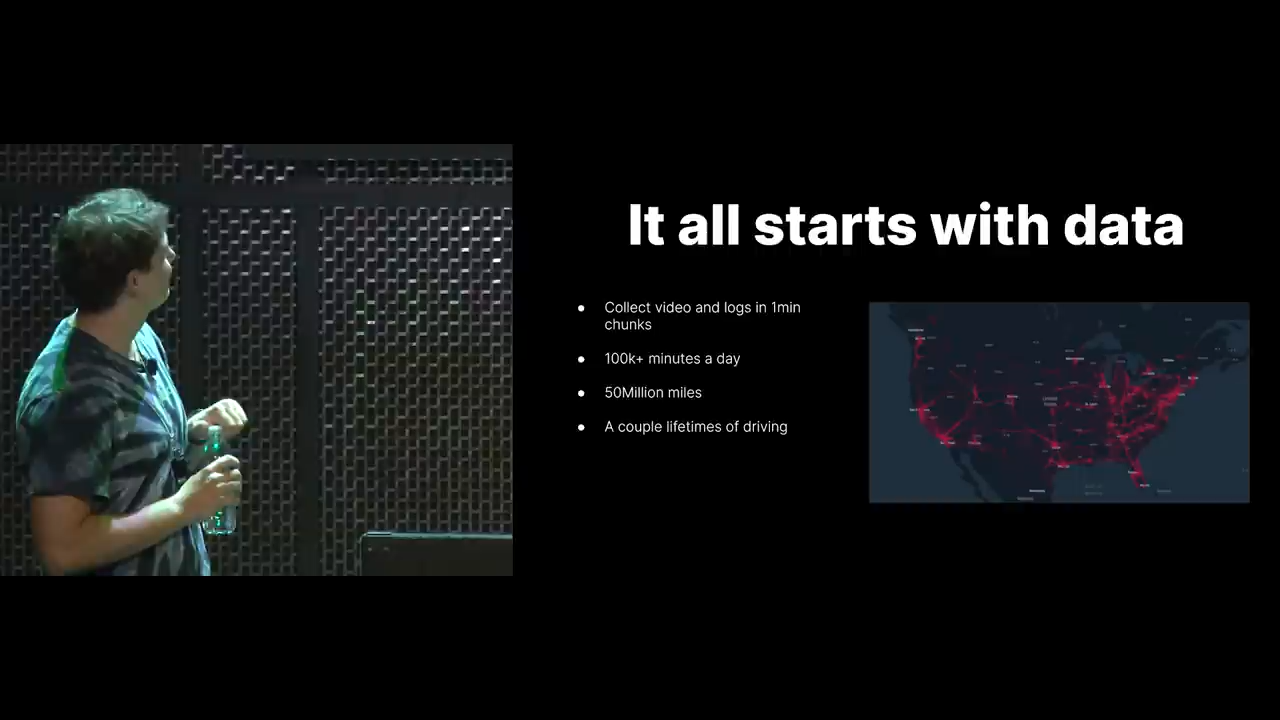 It all starts with data
● Collect video and logs in 1min
chunks
● 100k+ minutes a day
● 50Million miles
● A couple lifetimes of driving